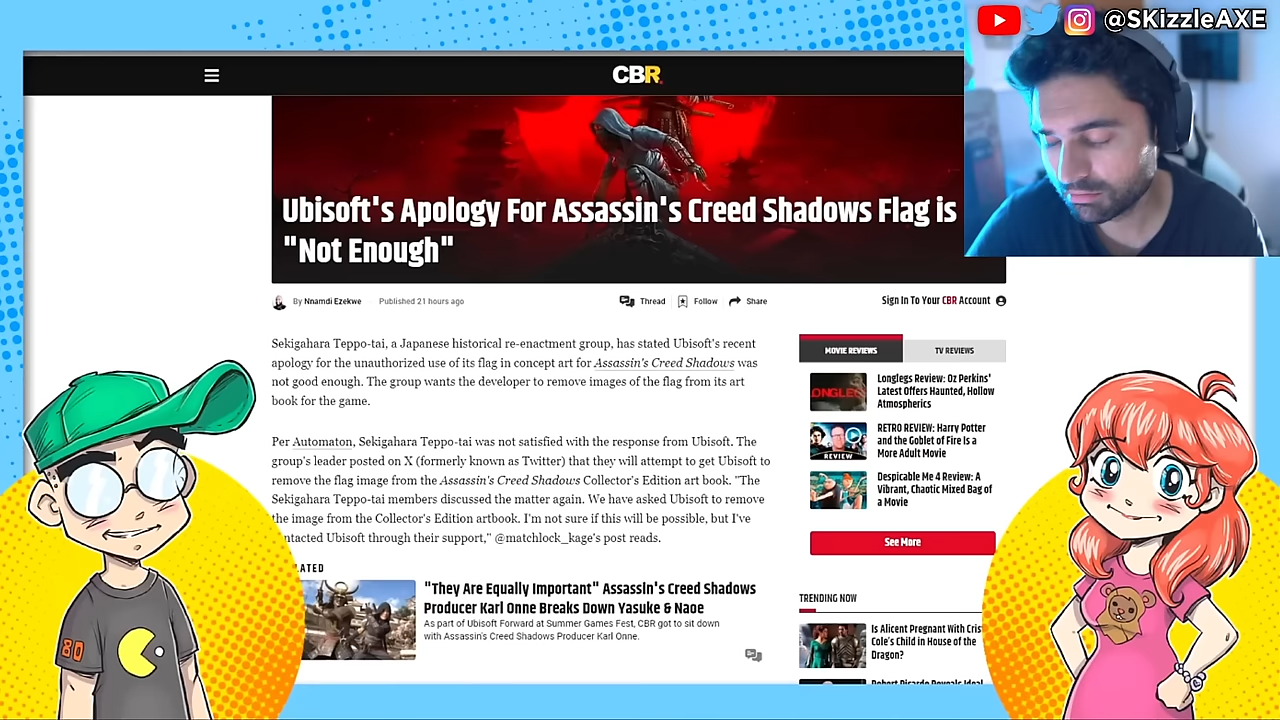 @SKizzleAXE
CBR
Ubisoft's Apology For Assassin's Creed Shadows Flag is
"Not Enough"
By Nnamdi Ezekwe
Published 21 hours ago
Thread
Follow
Share
Sign In To Your CBR Account
Sekigahara Teppo-tai, a Japanese historical re-enactment group, has stated Ubisoft's recent
apology for the unauthorized use of its flag in concept art for Assassin's Creed Shadows was
not good enough. The group wants the developer to remove images of the flag from its art
book for the game.
Per Automaton, Sekigahara Teppo-tai was not satisfied with the response from Ubisoft. The
group's leader posted on X (formerly known as Twitter) that they will attempt to get Ubisoft to
remove the flag image from the Assassin's Creed Shadows Collector's Edition art book. "The
Sekigahara Teppo-tai members discussed the matter again. We have asked Ubisoft to remove
the image from the Collector's Edition artbook. I'm not sure if this will be possible, but I've
ntacted Ubisoft through their support," @matchlock_kage's post reads.
LATED
"They Are Equally Important" Assassin's Creed Shadows
Producer Karl Onne Breaks Down Yasuke & Naoe
As part of Ubisoft Forward at Summer Games Fest, CBR got to sit down
with Assassin's Creed Shadows Producer Karl Onne.
MOVIE REVIEWS
TV REVIEWS
LONGLEGS
Longlegs Review: Oz Perkins'
Latest Offers Haunted, Hollow
Atmospherics
REVIEW
RETRO REVIEW: Harry Potter
and the Goblet of Fire Is a
More Adult Movie
Despicable Me 4 Review: A
Vibrant, Chaotic Mixed Bag of
a Movie
See More
TRENDING NOW
Is Alicent Pregnant With Cris
Cole's Child in House of the
Dragon?
Robert Picardo Reveals Ideal
80